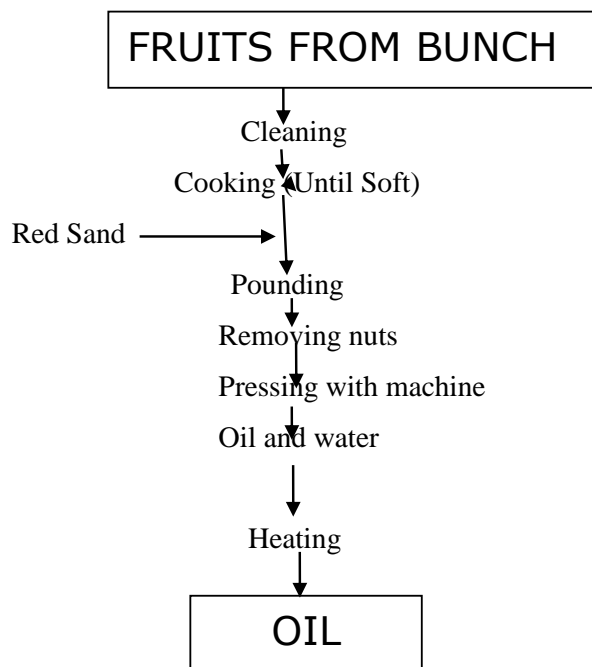 FRUITS FROM BUNCH
Cleaning
Cooking (Until Soft)
Red Sand
Pounding
Removing nuts
Pressing with machine
Oil and water
Heating
OIL